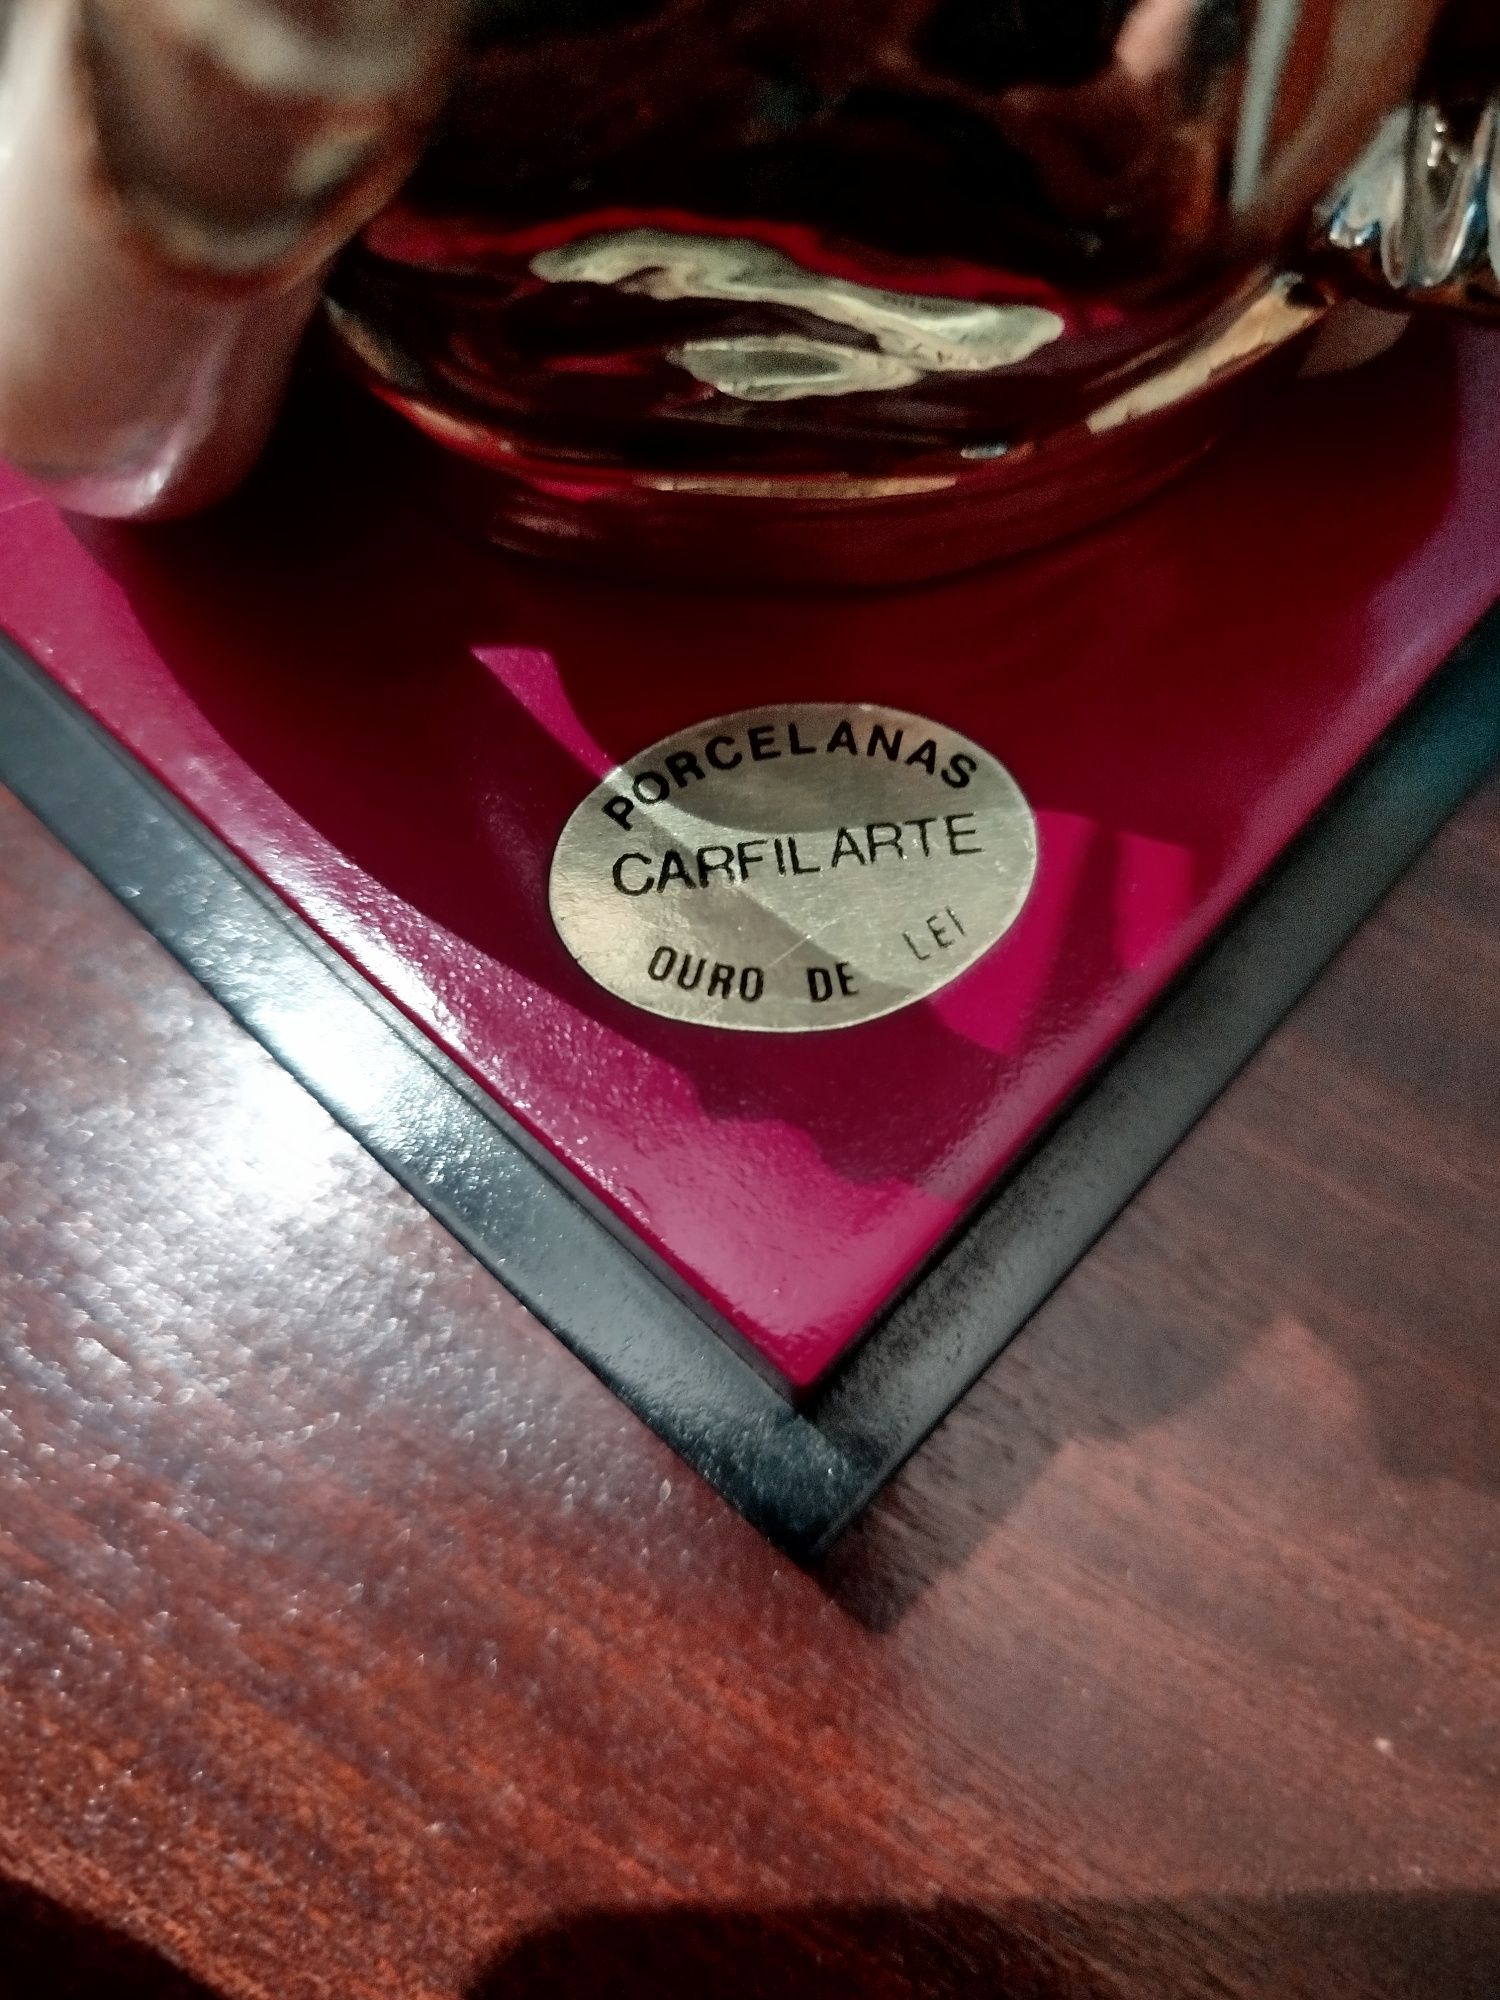 PORCELANAS
CARFILARTE
OURO DE LEI